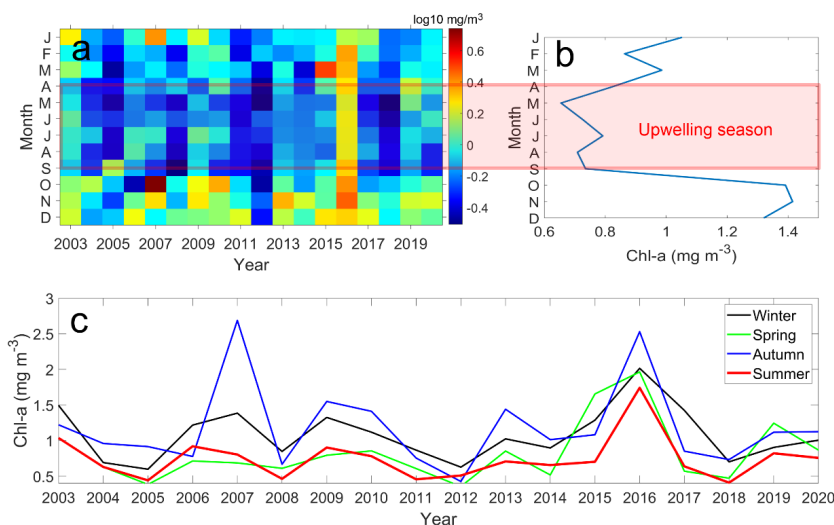 log10 mg/m³
a
J
F
M
A
M
J
J
A
S
O
N
D
Month
2003 2005 2007 2009 2011 2013 2015 2017 2019
Year
0.6
0.4
0.2
0
-0.2
-0.4
b
J
F
M
A
M
J
J
A
S
O
N
D
Month
Upwelling season
0.6 0.8 1 1.2 1.4
Chl-a (mg m⁻³)
c
3
2.5
2
1.5
1
0.5
Chl-a (mg m⁻³)
Winter
Spring
Autumn
Summer
2003 2004 2005 2006 2007 2008 2009 2010 2011 2012 2013 2014 2015 2016 2017 2018 2019 2020
Year